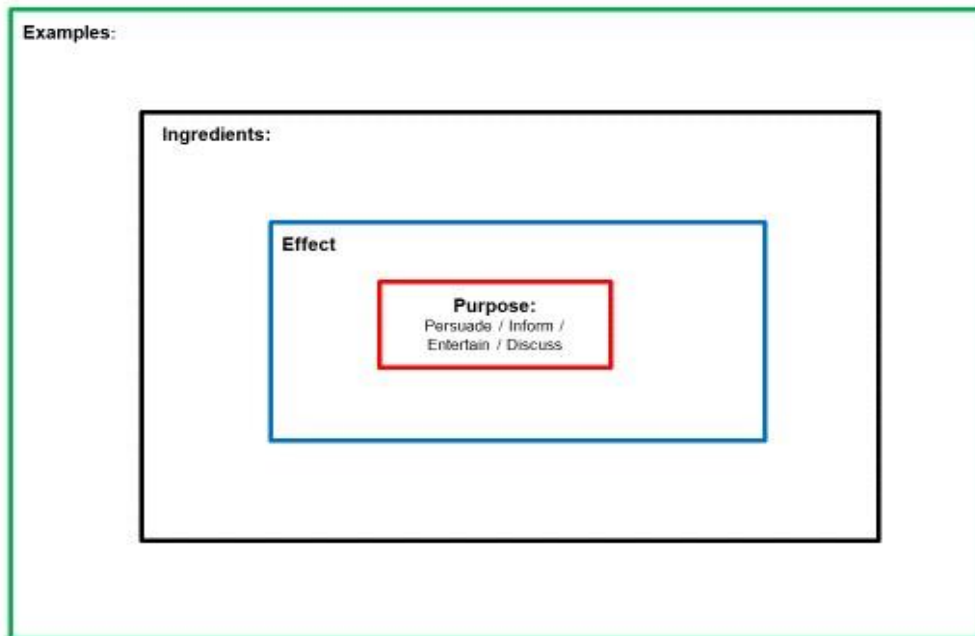 Examples:
Ingredients:
Effect
Purpose:
Persuade / Inform /
Entertain / Discuss